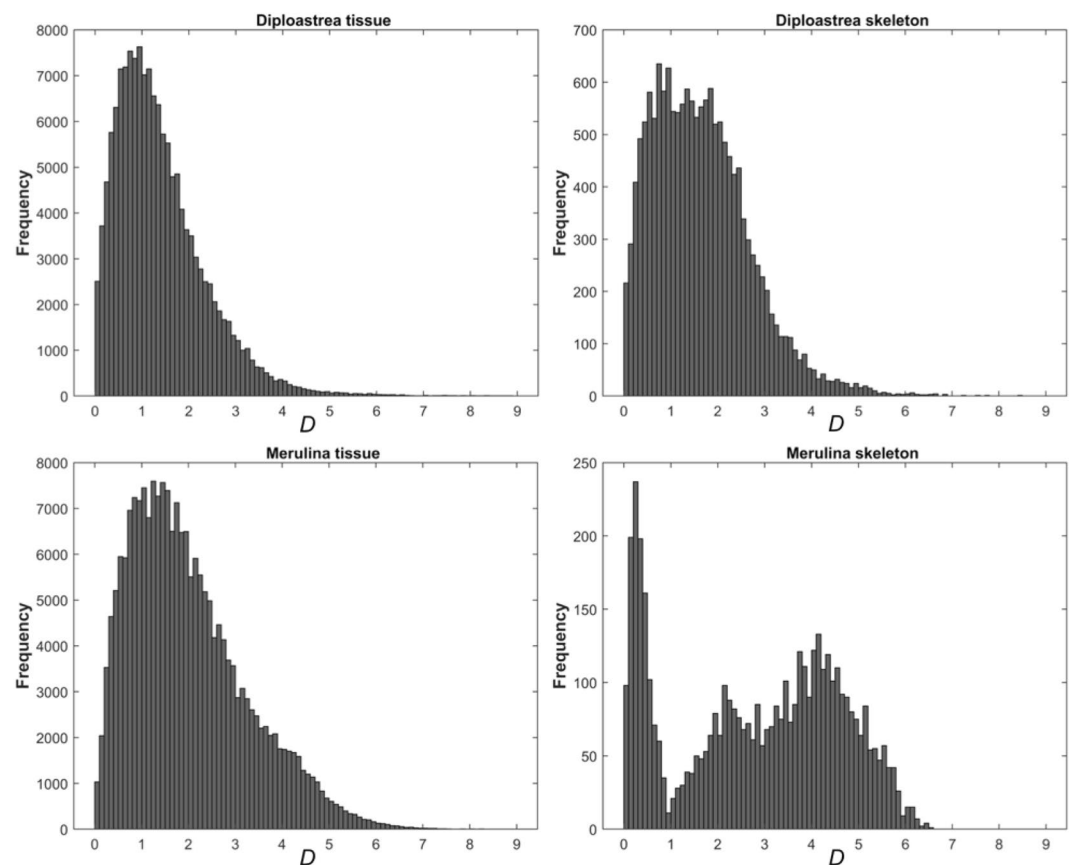 Diploastrea tissue
8000
7000
6000
5000
4000
3000
2000
1000
0
Frequency
0 1 2 3 4 5 6 7 8 9
D
Diploastrea skeleton
700
600
500
400
300
200
100
0
Frequency
0 1 2 3 4 5 6 7 8 9
D
Merulina tissue
8000
7000
6000
5000
4000
3000
2000
1000
0
Frequency
0 1 2 3 4 5 6 7 8 9
D
Merulina skeleton
250
200
150
100
50
0
Frequency
0 1 2 3 4 5 6 7 8 9
D